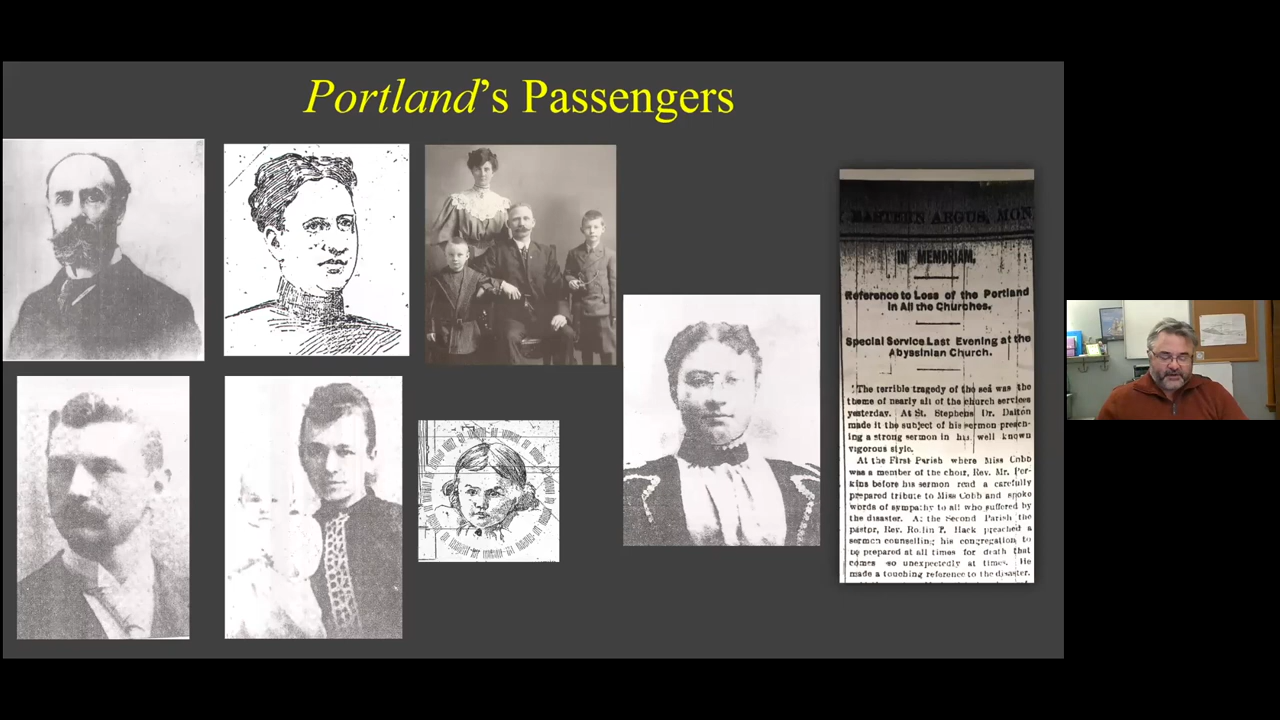 Portland's Passengers
EASTERN ARGUS, MON
IN MEMORIAM.
Reference to Loss of the Portland
in All the Churches.
Special Service Last Evening at the
Abyssinian Church.
The terrible tragedy of the sea was the
theme of nearly all of the church services
yesterday. At St. Stephens Dr. Dalton
made it the subject of his sermon preach-
ing a strong sermon in his well known
vigorous style.
At the First Parish where Miss Cobb
was a member of the choir, Rev. Mr. Per-
kins before his sermon read a carefully
prepared tribute to Miss Cobb and spoke
words of sympathy to all who suffered by
the disaster. At the Second Parish the
pastor, Rev. Rollin T. Hack preached a
sermon counselling his congregation to
be prepared at all times for death that
comes so unexpectedly at times. He
made a touching reference to the disaster.